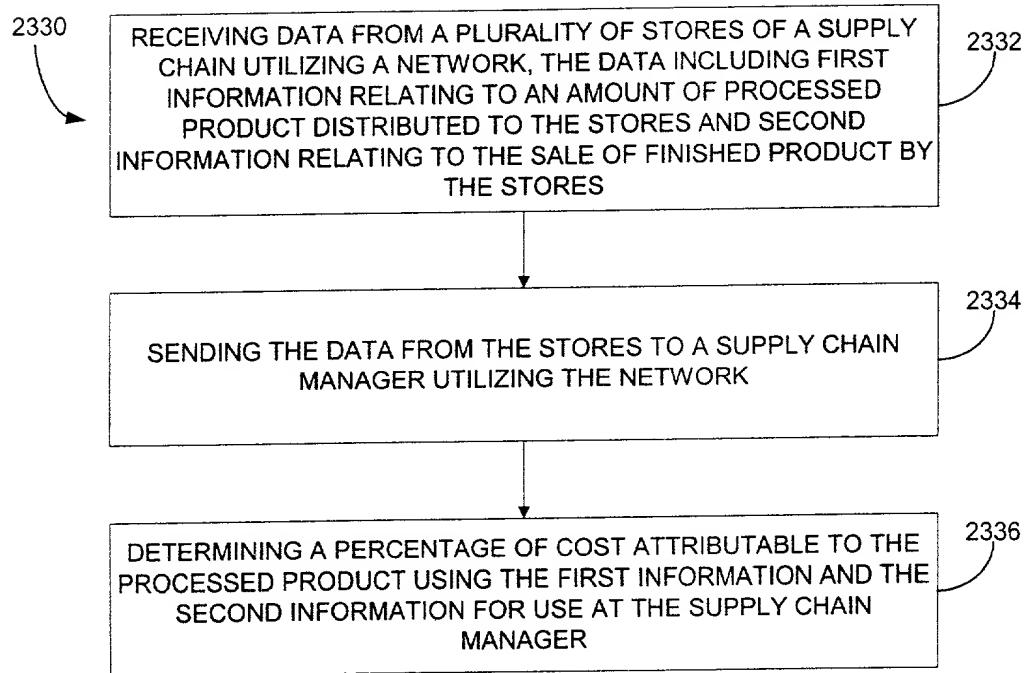 2330
RECEIVING DATA FROM A PLURALITY OF STORES OF A SUPPLY
2332
CHAIN UTILIZING A NETWORK, THE DATA INCLUDING FIRST
INFORMATION RELATING TO AN AMOUNT OF PROCESSED
PRODUCT DISTRIBUTED TO THE STORES AND SECOND
INFORMATION RELATING TO THE SALE OF FINISHED PRODUCT BY
THE STORES
2334
SENDING THE DATA FROM THE STORES TO A SUPPLY CHAIN
MANAGER UTILIZING THE NETWORK
2336
DETERMINING A PERCENTAGE OF COST ATTRIBUTABLE TO THE
PROCESSED PRODUCT USING THE FIRST INFORMATION AND THE
SECOND INFORMATION FOR USE AT THE SUPPLY CHAIN
MANAGER